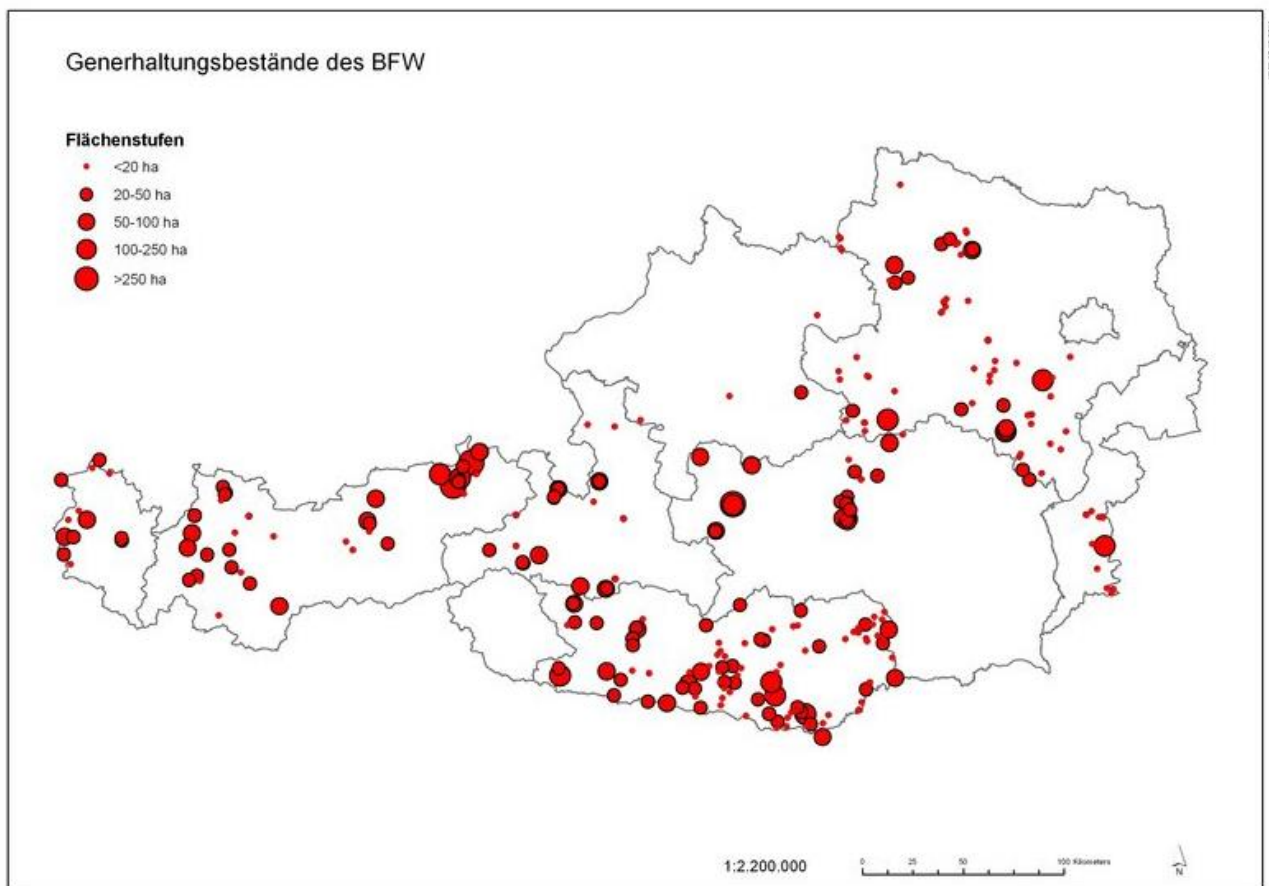 Generhaltungsbestände des BFW
Flächenstufen
<20 ha
20-50 ha
50-100 ha
100-250 ha
>250 ha
1:2.200.000
0 25 50 100 Kilometers
N